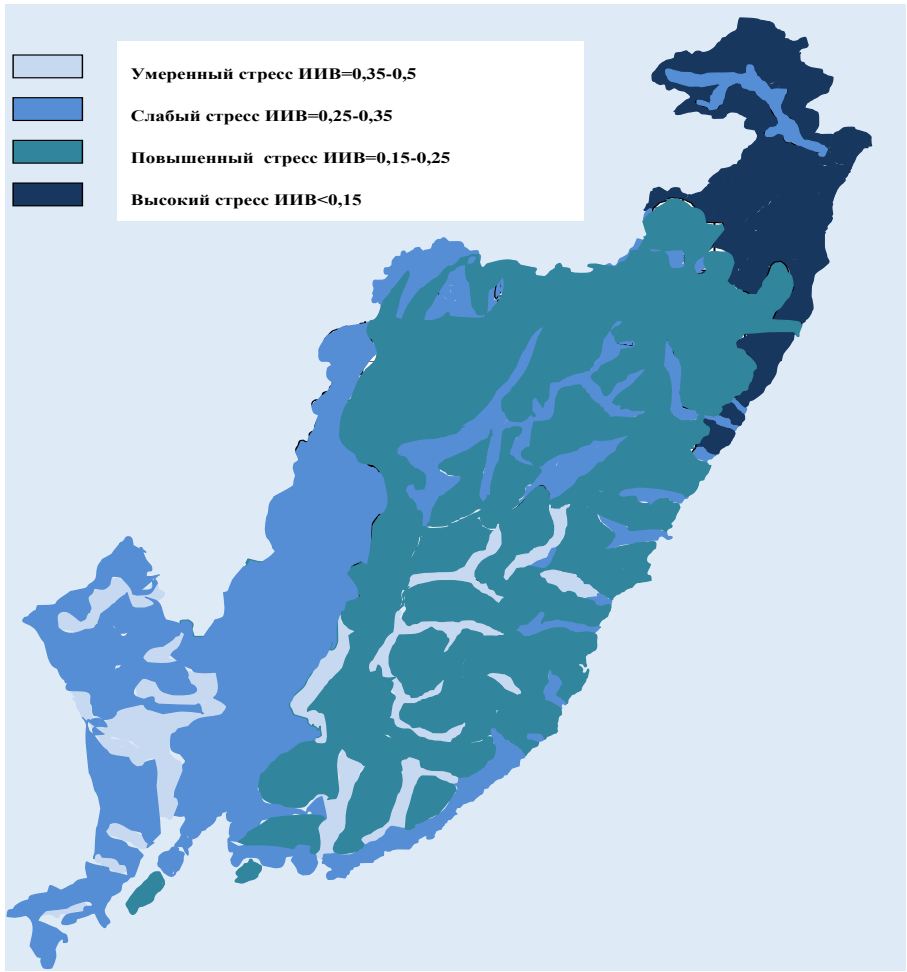 Умеренный стресс ИИВ=0,35-0,5
Слабый стресс ИИВ=0,25-0,35
Повышенный стресс ИИВ=0,15-0,25
Высокий стресс ИИВ<0,15